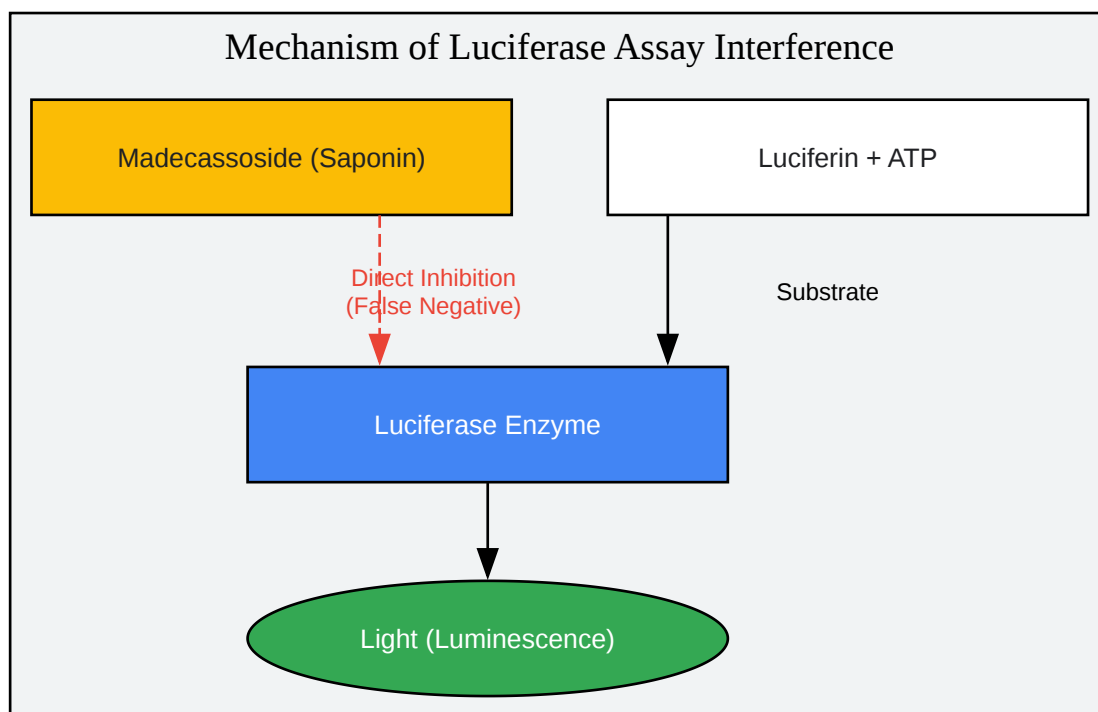 Mechanism of Luciferase Assay Interference
Madecassoside (Saponin)
Luciferin + ATP
Direct Inhibition
(False Negative)
Substrate
Luciferase Enzyme
Light (Luminescence)